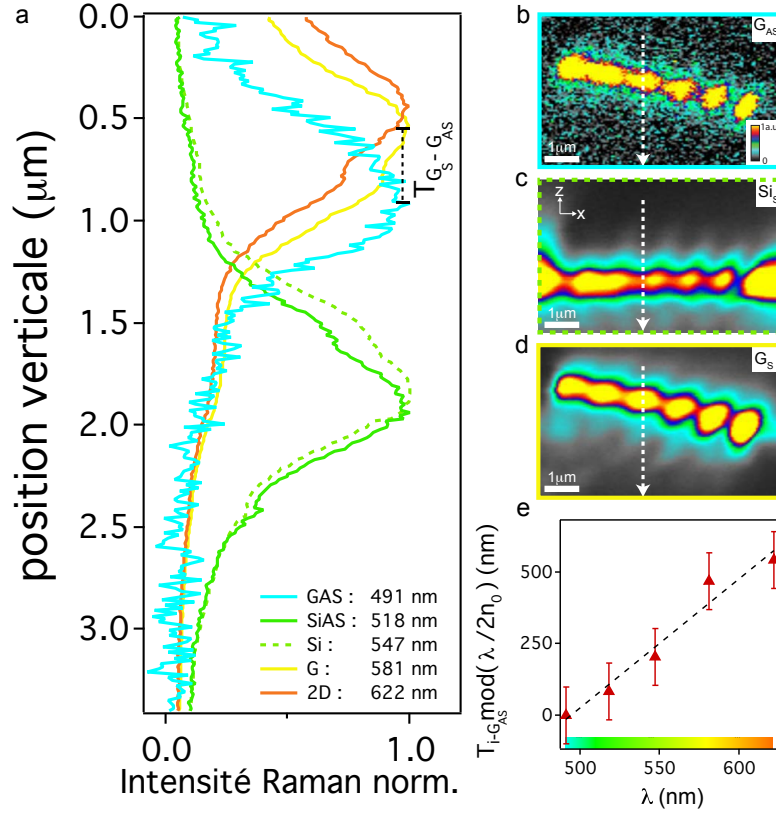 a
0.0
0.5
1.0
1.5
2.0
2.5
3.0
position verticale (μm)
T G_S - G_AS
GAS : 491 nm
SiAS : 518 nm
Si : 547 nm
G : 581 nm
2D : 622 nm
0.0
1.0
Intensité Raman norm.
b
G_AS
1a.u
0
1μm
c
Si_S
z
x
1μm
d
G_S
1μm
e
T_i-G_AS mod( λ /2n_0 ) (nm)
500
250
0
500
550
600
λ (nm)